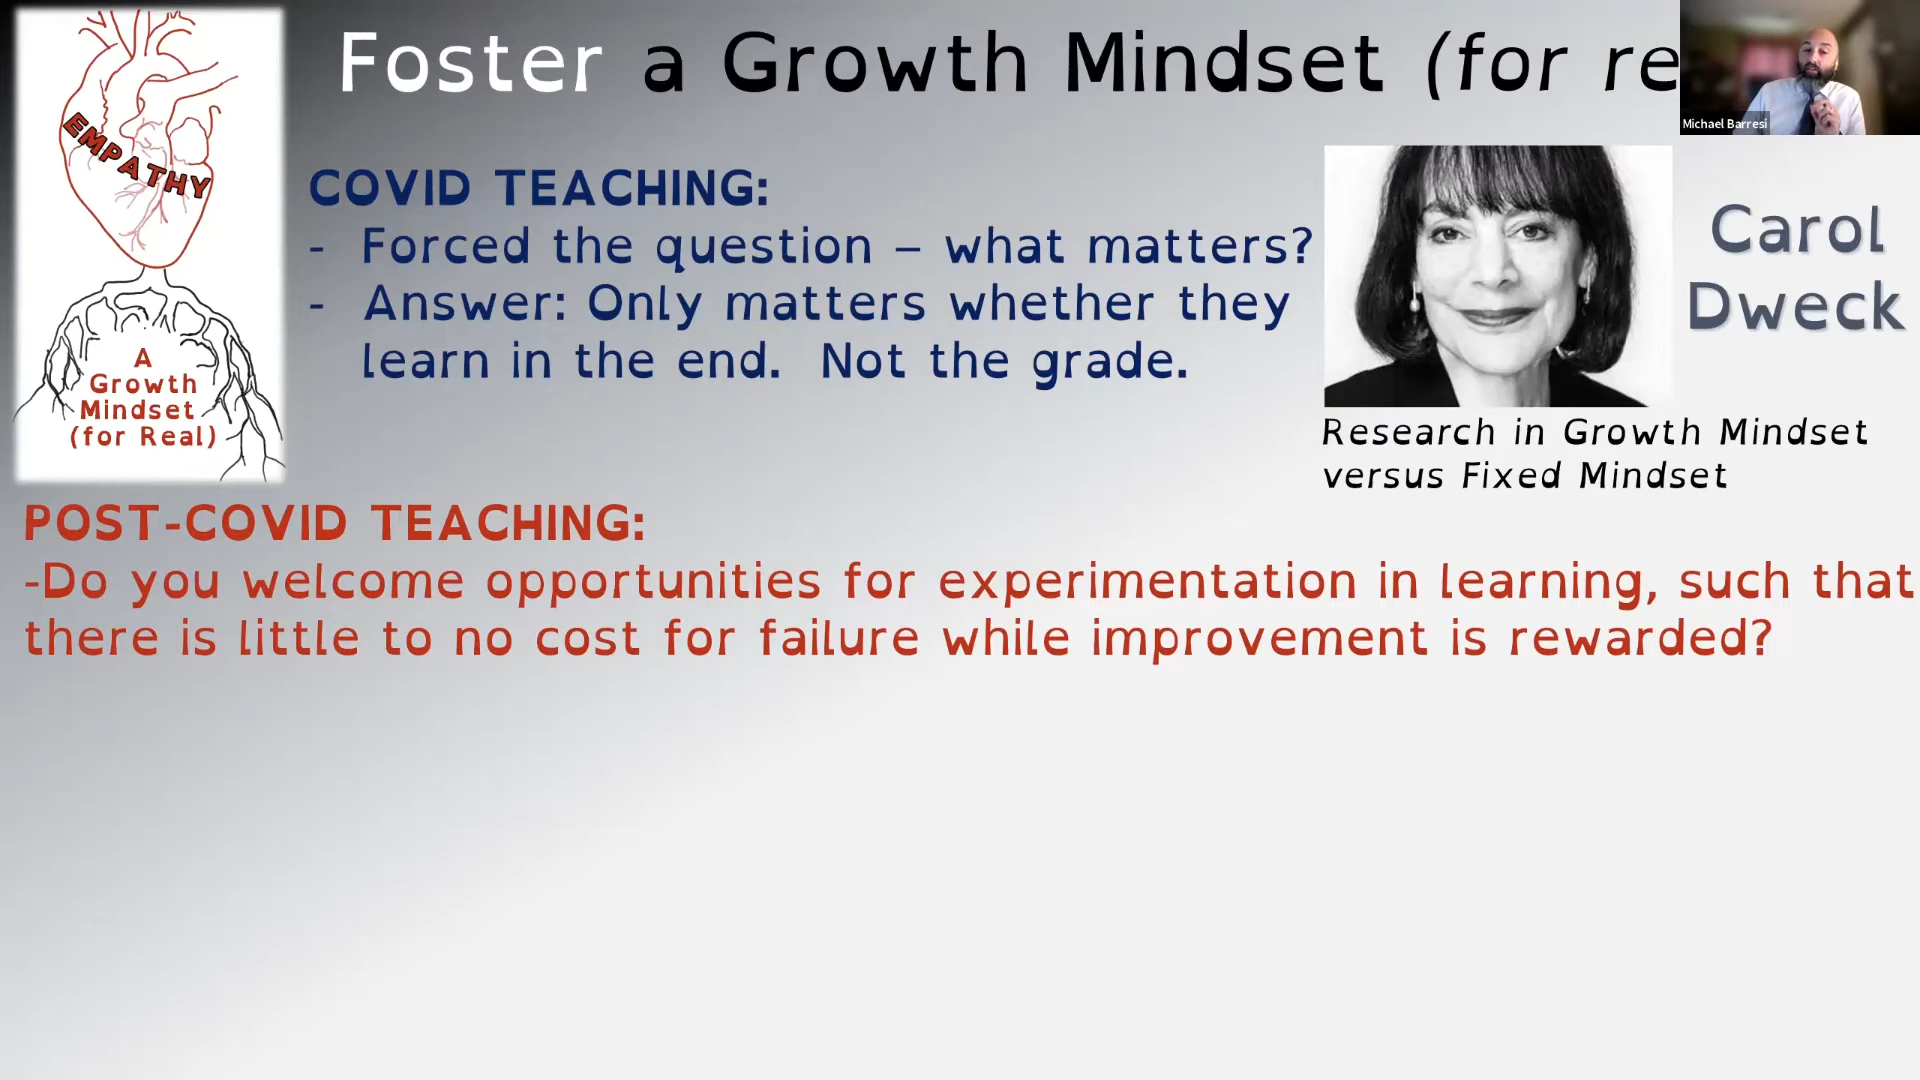 Foster a Growth Mindset (for re
Michael Barresi
EMPATHY
A
Growth
Mindset
(for Real)
COVID TEACHING:
- Forced the question – what matters?
- Answer: Only matters whether they
learn in the end. Not the grade.
Carol
Dweck
Research in Growth Mindset
versus Fixed Mindset
POST-COVID TEACHING:
-Do you welcome opportunities for experimentation in learning, such that
there is little to no cost for failure while improvement is rewarded?